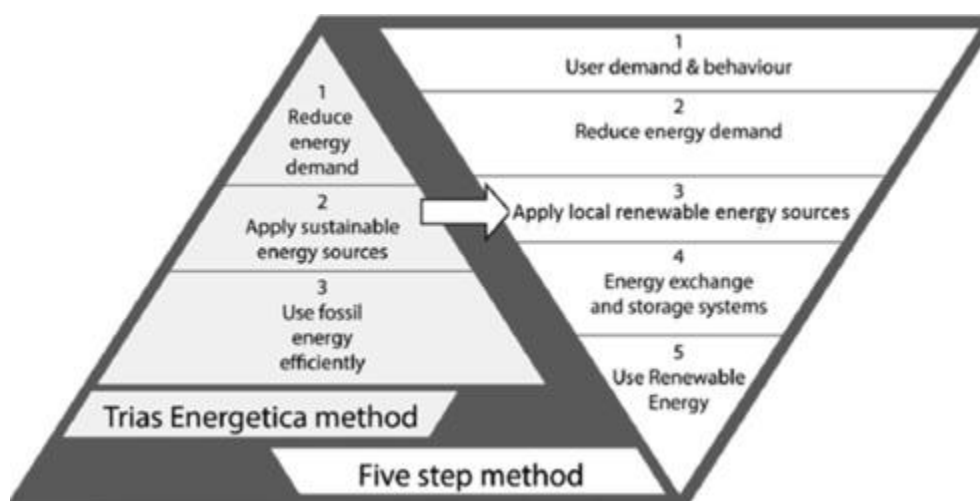 1
Reduce
energy
demand
2
Apply sustainable
energy sources
3
Use fossil
energy
efficiently
Trias Energetica method
1
User demand & behaviour
2
Reduce energy demand
3
Apply local renewable energy sources
4
Energy exchange
and storage systems
5
Use Renewable
Energy
Five step method